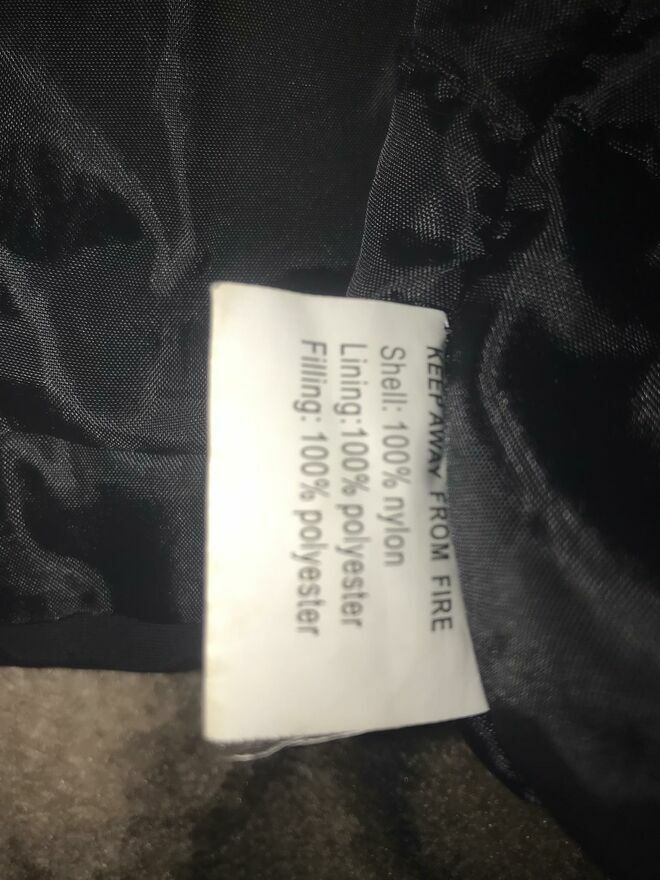 KEEP AWAY FROM FIRE
Shell: 100% nylon
Lining:100% polyester
Filling: 100% polyester